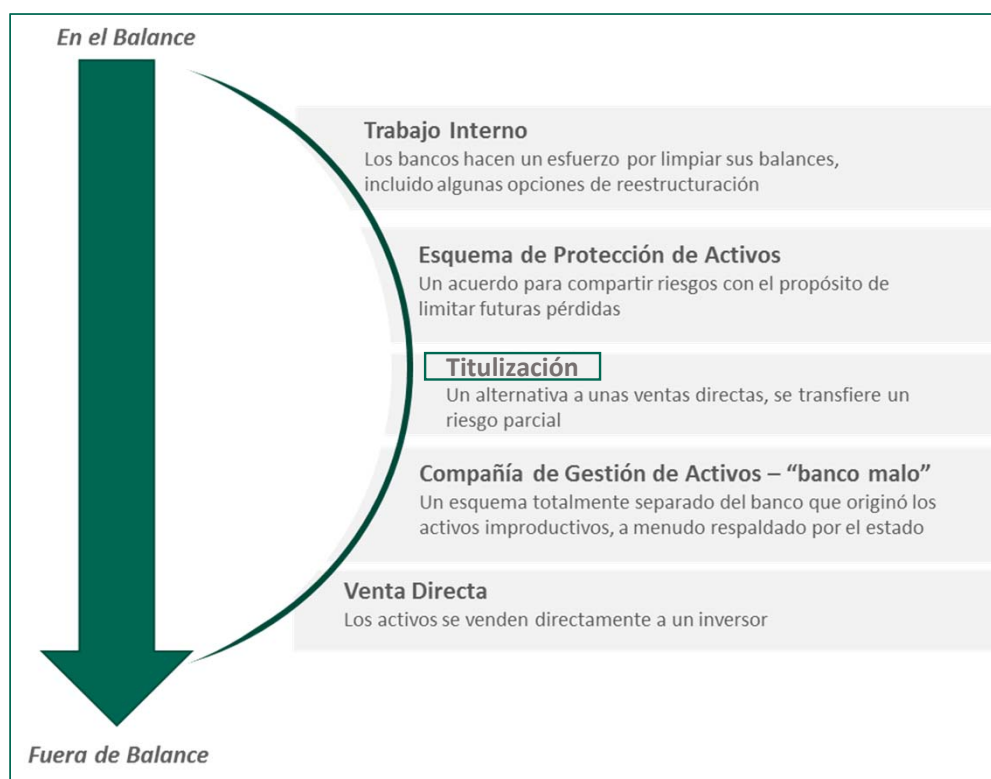 En el Balance
Trabajo Interno
Los bancos hacen un esfuerzo por limpiar sus balances,
incluido algunas opciones de reestructuración
Esquema de Protección de Activos
Un acuerdo para compartir riesgos con el propósito de
limitar futuras pérdidas
Titulización
Un alternativa a unas ventas directas, se transfiere un
riesgo parcial
Compañía de Gestión de Activos – “banco malo”
Un esquema totalmente separado del banco que originó los
activos improductivos, a menudo respaldado por el estado
Venta Directa
Los activos se venden directamente a un inversor
Fuera de Balance